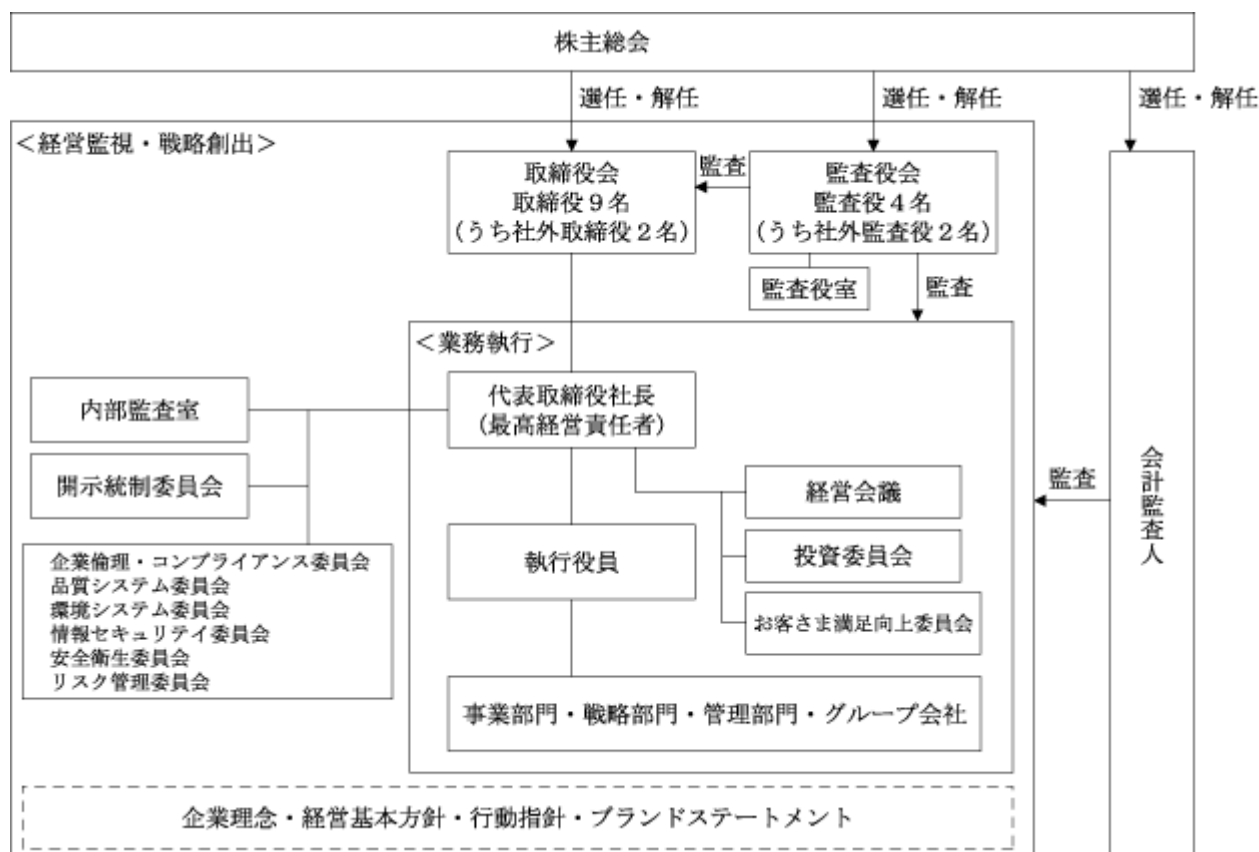 株主総会
選任・解任
選任・解任
選任・解任
＜経営監視・戦略創出＞
取締役会
取締役９名
（うち社外取締役２名）
監査
監査役会
監査役４名
（うち社外監査役２名）
監査役室
監査
＜業務執行＞
代表取締役社長
（最高経営責任者）
内部監査室
開示統制委員会
企業倫理・コンプライアンス委員会
品質システム委員会
環境システム委員会
情報セキュリテイ委員会
安全衛生委員会
リスク管理委員会
経営会議
執行役員
投資委員会
お客さま満足向上委員会
事業部門・戦略部門・管理部門・グループ会社
監査
会計監査人
企業理念・経営基本方針・行動指針・ブランドステートメント